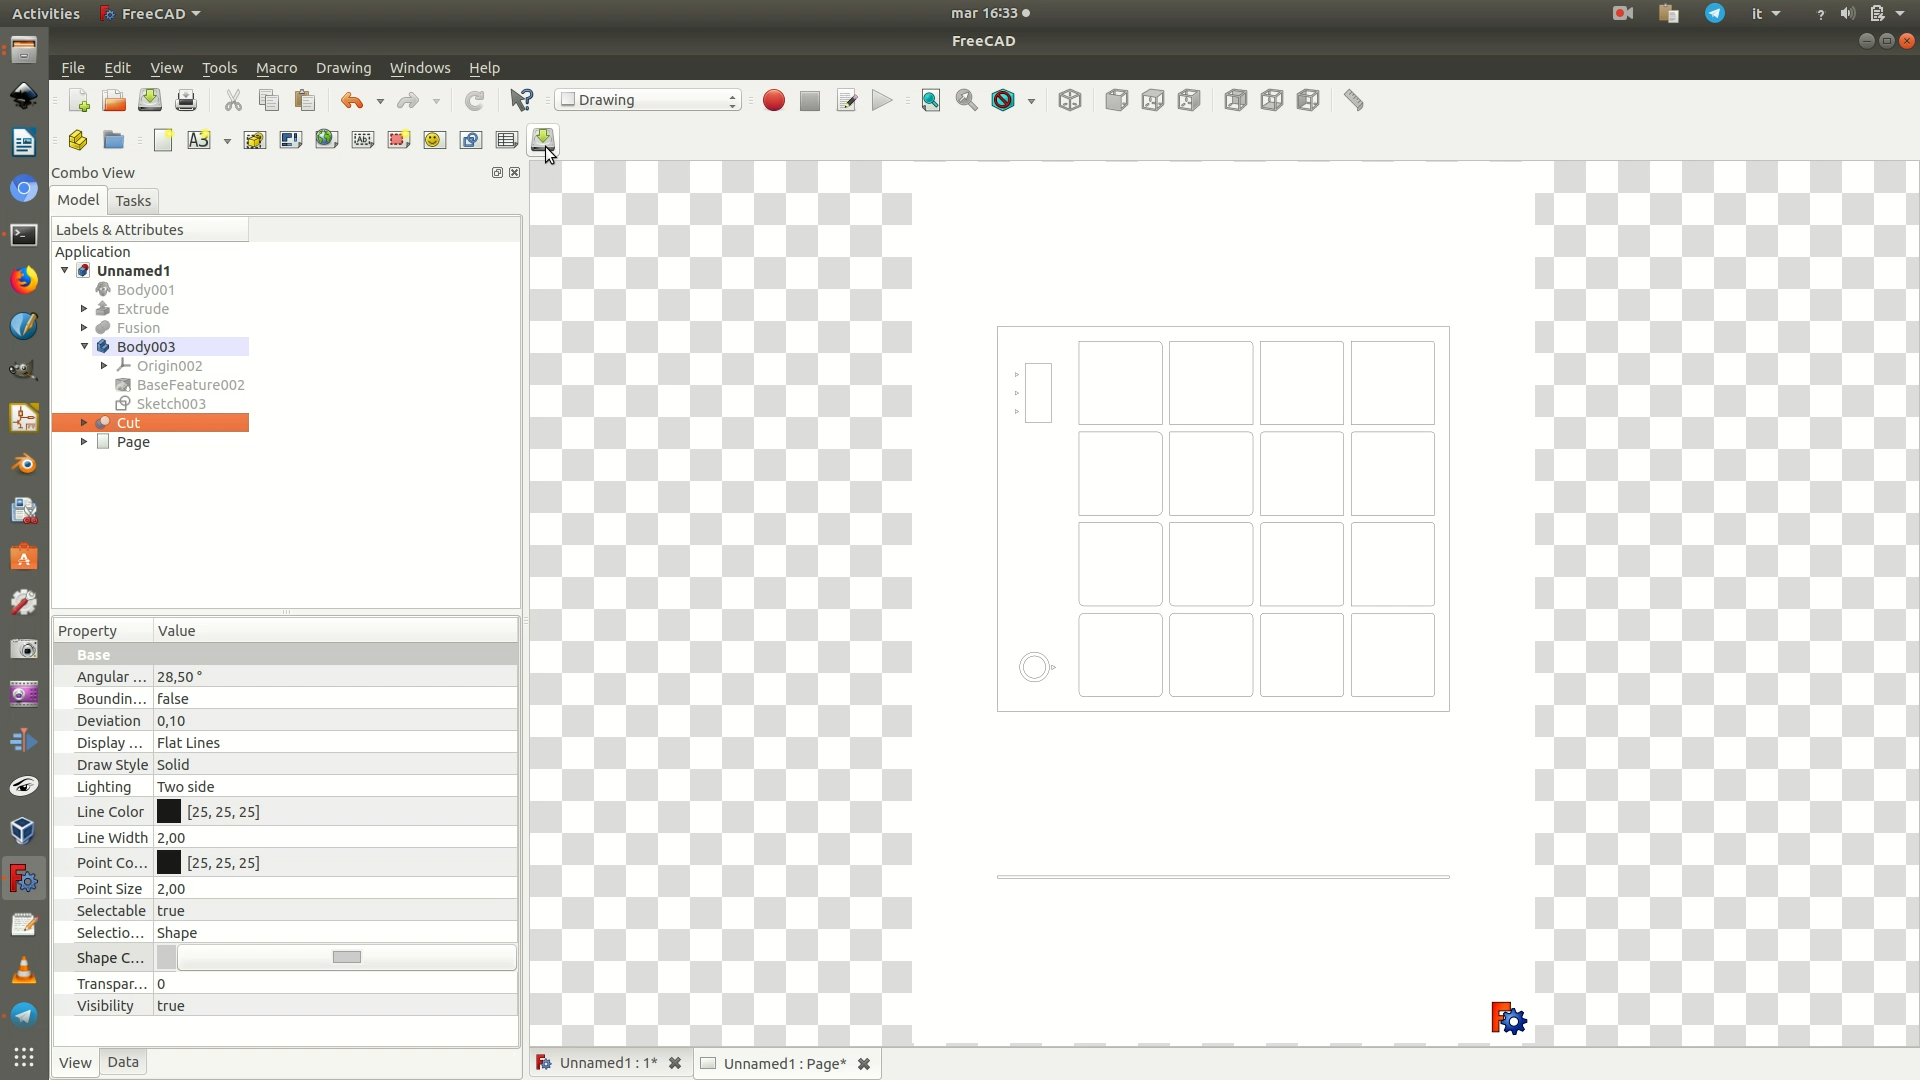 Activities FreeCAD mar 16:33 it ?
FreeCAD
File Edit View Tools Macro Drawing Windows Help
Drawing
A3
Combo View
Model Tasks
Labels & Attributes
Application
Unnamed1
Body001
Extrude
Fusion
Body003
Origin002
BaseFeature002
Sketch003
Cut
Page
Property Value
Base
Angular ... 28,50 °
Boundin... false
Deviation 0,10
Display ... Flat Lines
Draw Style Solid
Lighting Two side
Line Color [25, 25, 25]
Line Width 2,00
Point Co... [25, 25, 25]
Point Size 2,00
Selectable true
Selectio... Shape
Shape C...
Transpar... 0
Visibility true
View Data
Unnamed1 : 1* Unnamed1 : Page*